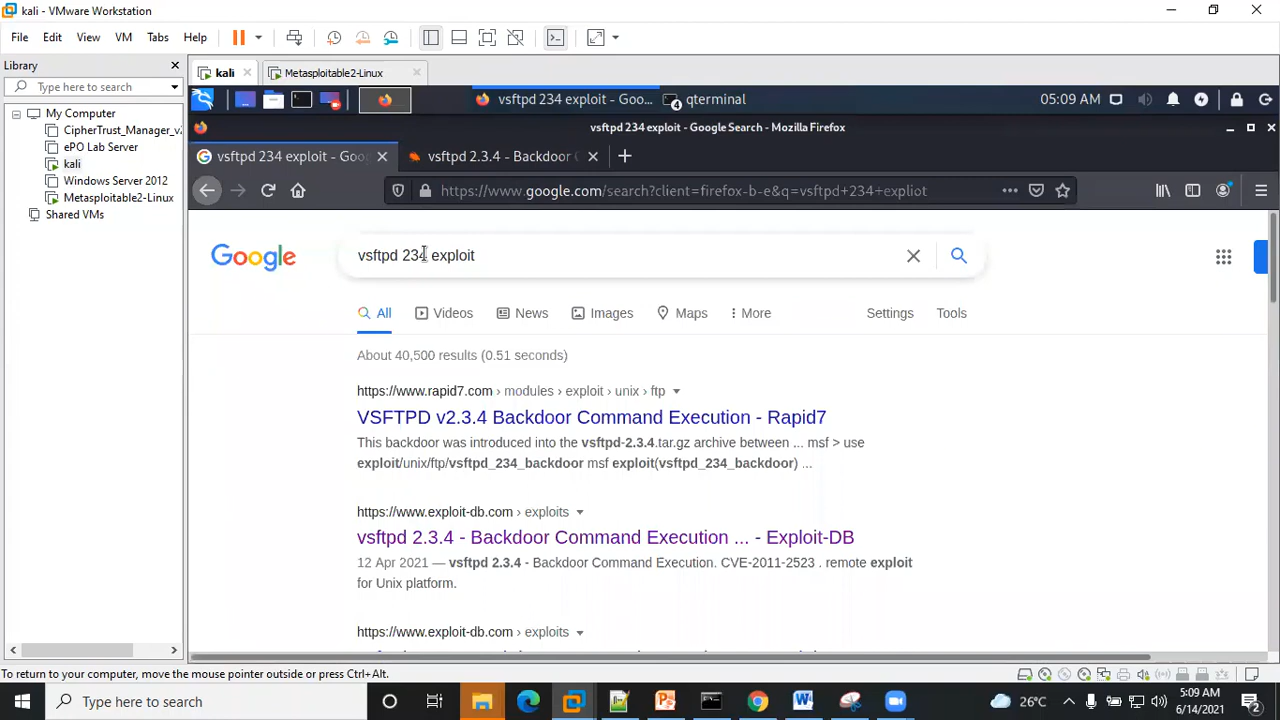 kali - VMware Workstation
File Edit View VM Tabs Help
Library
Type here to search
My Computer
CipherTrust_Manager_v
ePO Lab Server
kali
Windows Server 2012
Metasploitable2-Linux
Shared VMs
kali Metasploitable2-Linux
vsftpd 234 exploit - Goo... 4 qterminal 05:09 AM
vsftpd 234 exploit - Google Search - Mozilla Firefox
vsftpd 234 exploit - Goo vsftpd 2.3.4 - Backdoor C
https://www.google.com/search?client=firefox-b-e&q=vsftpd+234+expliot
Google vsftpd 234 exploit
All Videos News Images Maps More Settings Tools
About 40,500 results (0.51 seconds)
https://www.rapid7.com › modules › exploit › unix › ftp
VSFTPD v2.3.4 Backdoor Command Execution - Rapid7
This backdoor was introduced into the vsftpd-2.3.4.tar.gz archive between ... msf > use
exploit/unix/ftp/vsftpd_234_backdoor msf exploit(vsftpd_234_backdoor) ...
https://www.exploit-db.com › exploits
vsftpd 2.3.4 - Backdoor Command Execution ... - Exploit-DB
12 Apr 2021 — vsftpd 2.3.4 - Backdoor Command Execution. CVE-2011-2523 . remote exploit
for Unix platform.
https://www.exploit-db.com › exploits
To return to your computer, move the mouse pointer outside or press Ctrl+Alt.
Type here to search
26°C
5:09 AM
6/14/2021
2